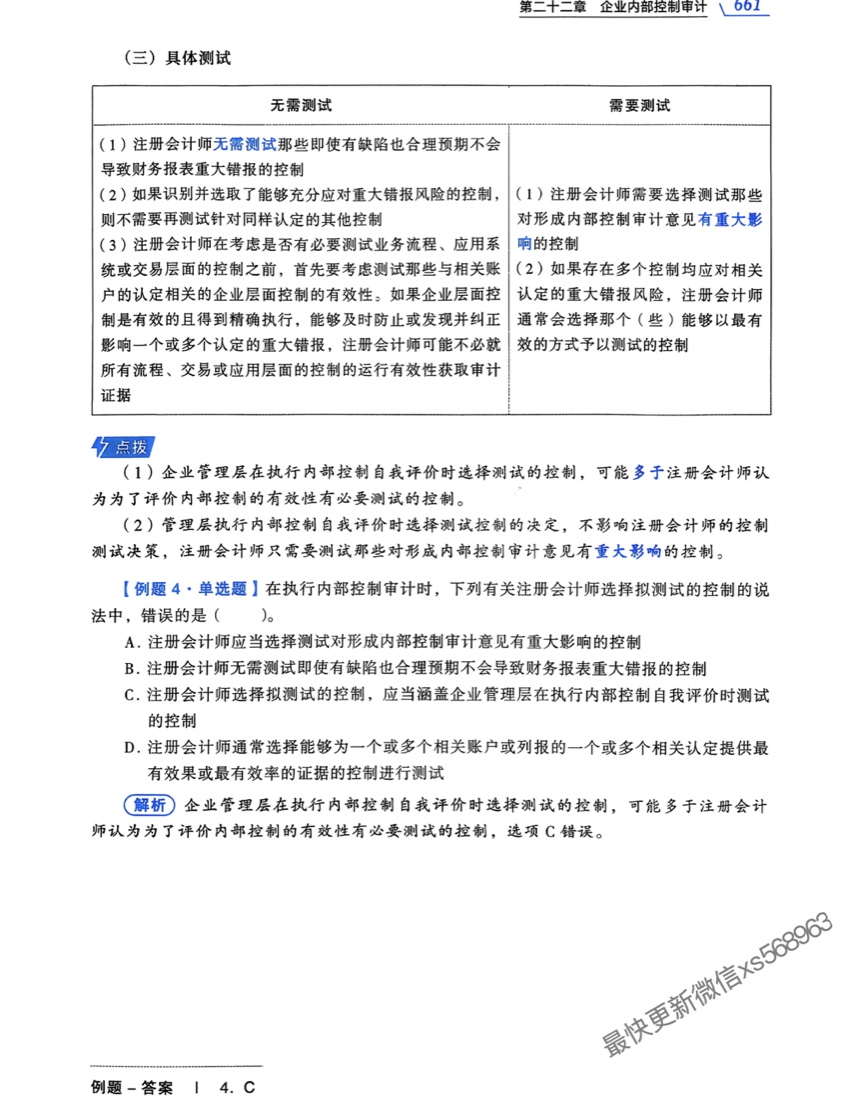 第二十二章 企业内部控制审计 661
（三）具体测试
无需测试
需要测试
（1）注册会计师无需测试那些即使有缺陷也合理预期不会
导致财务报表重大错报的控制
（2）如果识别并选取了能够充分应对重大错报风险的控制，
则不需要再测试针对同样认定的其他控制
（3）注册会计师在考虑是否有必要测试业务流程、应用系
统或交易层面的控制之前，首先要考虑测试那些与相关账
户的认定相关的企业层面控制的有效性。如果企业层面控
制是有效的且得到精确执行，能够及时防止或发现并纠正
影响一个或多个认定的重大错报，注册会计师可能不必就
所有流程、交易或应用层面的控制的运行有效性获取审计
证据
（1）注册会计师需要选择测试那些
对形成内部控制审计意见有重大影
响的控制
（2）如果存在多个控制均应对相关
认定的重大错报风险，注册会计师
通常会选择那个（些）能够以最有
效的方式予以测试的控制
点拨
（1）企业管理层在执行内部控制自我评价时选择测试的控制，可能多于注册会计师认
为为了评价内部控制的有效性有必要测试的控制。
（2）管理层执行内部控制自我评价时选择测试控制的决定，不影响注册会计师的控制
测试决策，注册会计师只需要测试那些对形成内部控制审计意见有重大影响的控制。
【例题 4·单选题】在执行内部控制审计时，下列有关注册会计师选择拟测试的控制的说
法中，错误的是（ ）。
A. 注册会计师应当选择测试对形成内部控制审计意见有重大影响的控制
B. 注册会计师无需测试即使有缺陷也合理预期不会导致财务报表重大错报的控制
C. 注册会计师选择拟测试的控制，应当涵盖企业管理层在执行内部控制自我评价时测试
的控制
D. 注册会计师通常选择能够为一个或多个相关账户或列报的一个或多个相关认定提供最
有效果或最有效率的证据的控制进行测试
解析 企业管理层在执行内部控制自我评价时选择测试的控制，可能多于注册会计
师认为为了评价内部控制的有效性有必要测试的控制，选项 C 错误。
最快更新微信xs568963
例题－答案 | 4. C